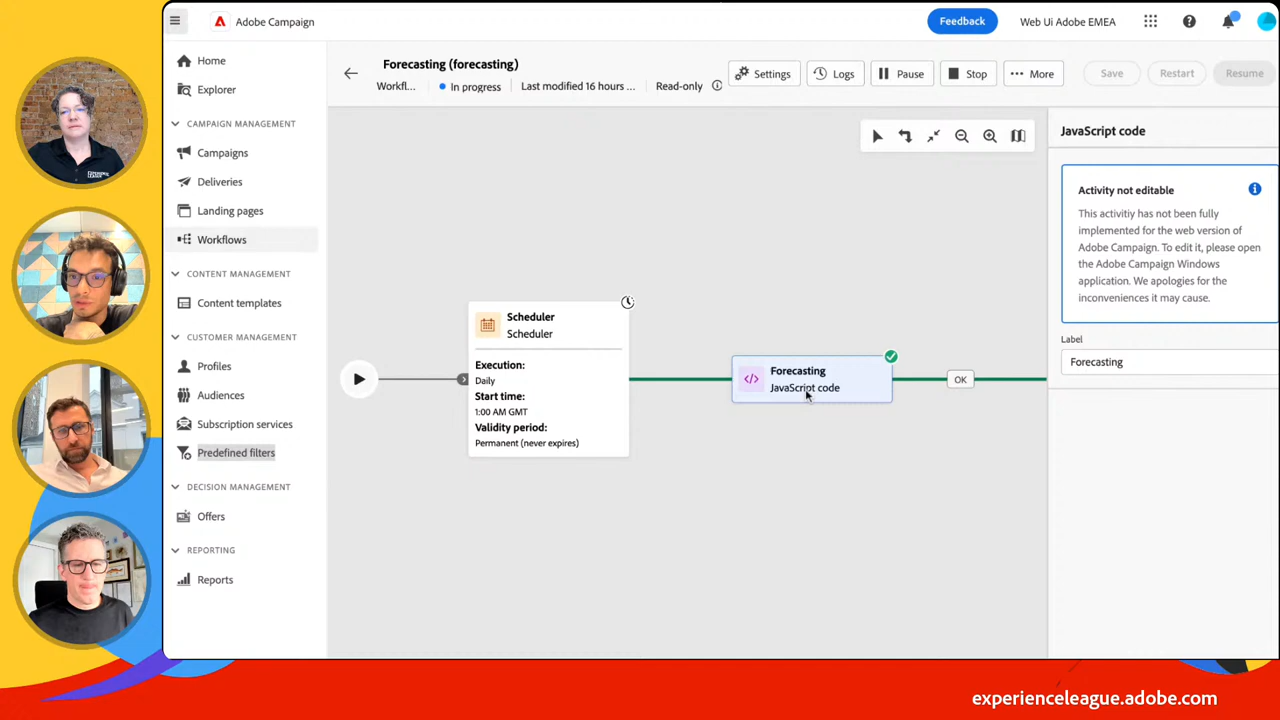 Adobe Campaign
Feedback
Web Ui Adobe EMEA
Home
Explorer
CAMPAIGN MANAGEMENT
Campaigns
Deliveries
Landing pages
Workflows
CONTENT MANAGEMENT
Content templates
CUSTOMER MANAGEMENT
Profiles
Audiences
Subscription services
Predefined filters
DECISION MANAGEMENT
Offers
REPORTING
Reports
Forecasting (forecasting)
Workfl... In progress Last modified 16 hours ... Read-only
Settings Logs Pause Stop More Save Restart Resume
Scheduler
Scheduler
Execution:
Daily
Start time:
1:00 AM GMT
Validity period:
Permanent (never expires)
Forecasting
JavaScript code
OK
JavaScript code
Activity not editable
This activitiy has not been fully
implemented for the web version of
Adobe Campaign. To edit it, please open
the Adobe Campaign Windows
application. We apologies for the
inconveniences it may cause.
Label
Forecasting
experienceleague.adobe.com